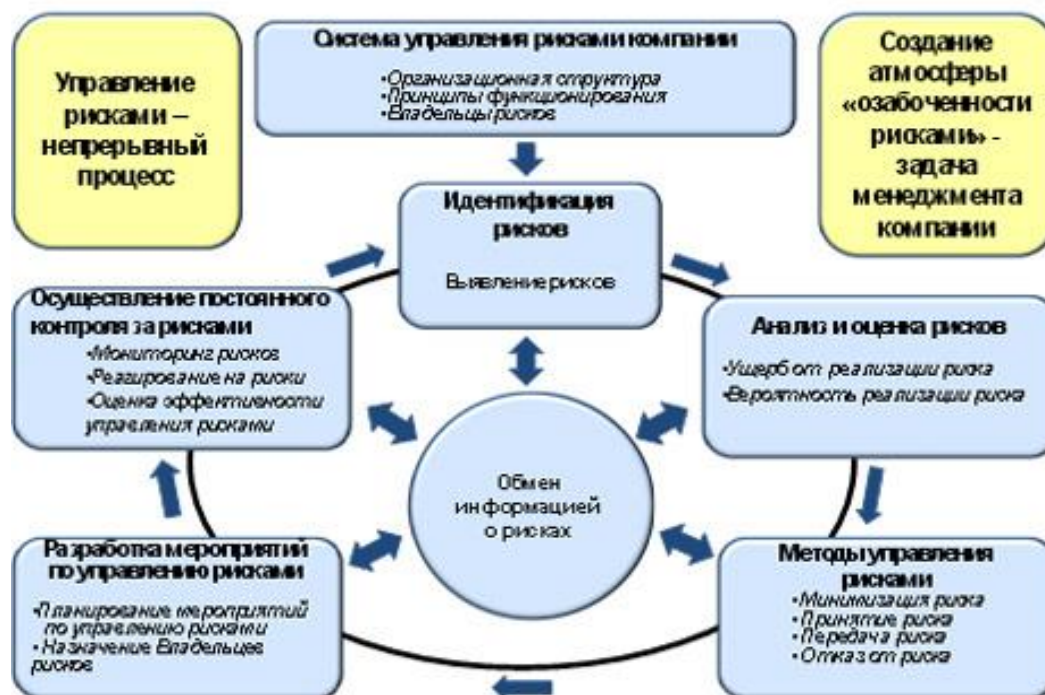 Управление
рисками –
непрерывный
процесс
Система управления рисками компании
•Организационная структура
•Принципы функционирования
•Владельцы рисков
Создание
атмосферы
«озабоченности
рисками» -
задача
менеджмента
компании
Идентификация
рисков
Выявление рисков
Анализ и оценка рисков
•Ущерб от реализации риска
•Вероятность реализации риска
Методы управления
рисками
•Минимизация риска
•Принятие риска
•Передача риска
•Отказ от риска
Разработка мероприятий
по управлению рисками
•Планирование мероприятий
по управлению рисками
•Назначение Владельцев
рисков
Осуществление постоянного
контроля за рисками
•Мониторинг рисков
•Реагирование на риски
•Оценка эффективности
управления рисками
Обмен
информацией
о рисках